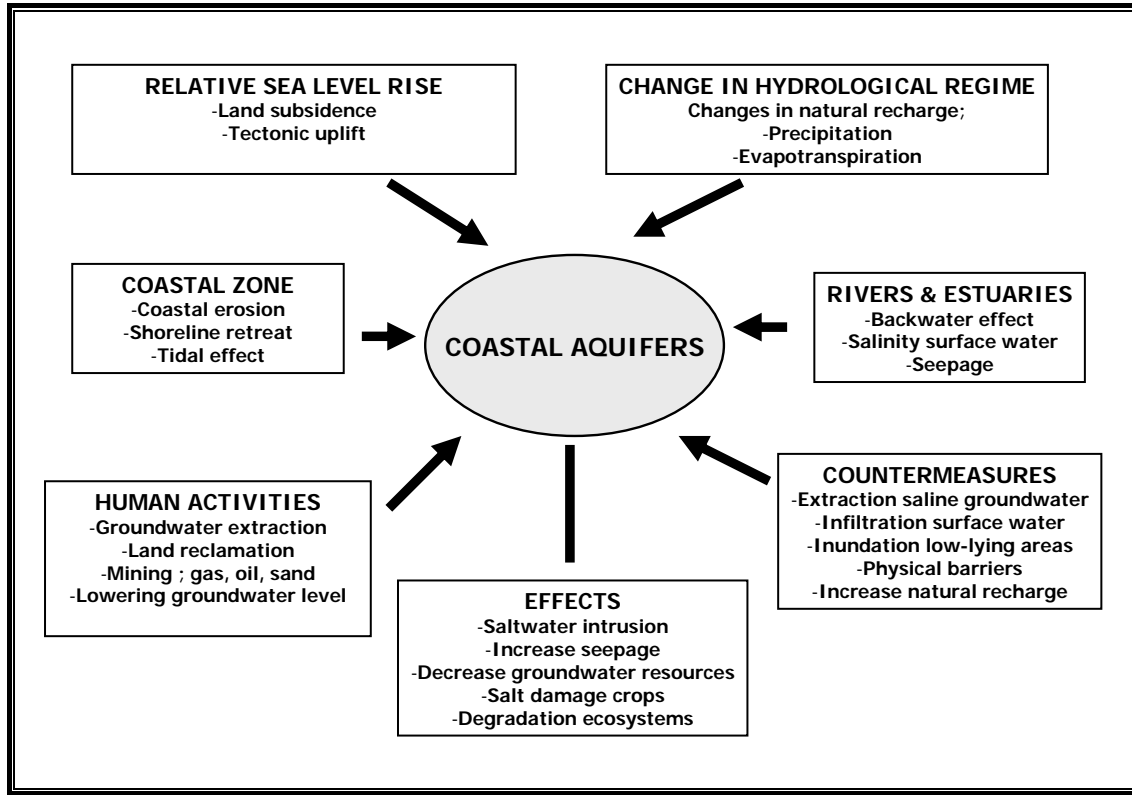 RELATIVE SEA LEVEL RISE
-Land subsidence
-Tectonic uplift
CHANGE IN HYDROLOGICAL REGIME
Changes in natural recharge;
-Precipitation
-Evapotranspiration
COASTAL ZONE
-Coastal erosion
-Shoreline retreat
-Tidal effect
COASTAL AQUIFERS
RIVERS & ESTUARIES
-Backwater effect
-Salinity surface water
-Seepage
HUMAN ACTIVITIES
-Groundwater extraction
-Land reclamation
-Mining ; gas, oil, sand
-Lowering groundwater level
EFFECTS
-Saltwater intrusion
-Increase seepage
-Decrease groundwater resources
-Salt damage crops
-Degradation ecosystems
COUNTERMEASURES
-Extraction saline groundwater
-Infiltration surface water
-Inundation low-lying areas
-Physical barriers
-Increase natural recharge